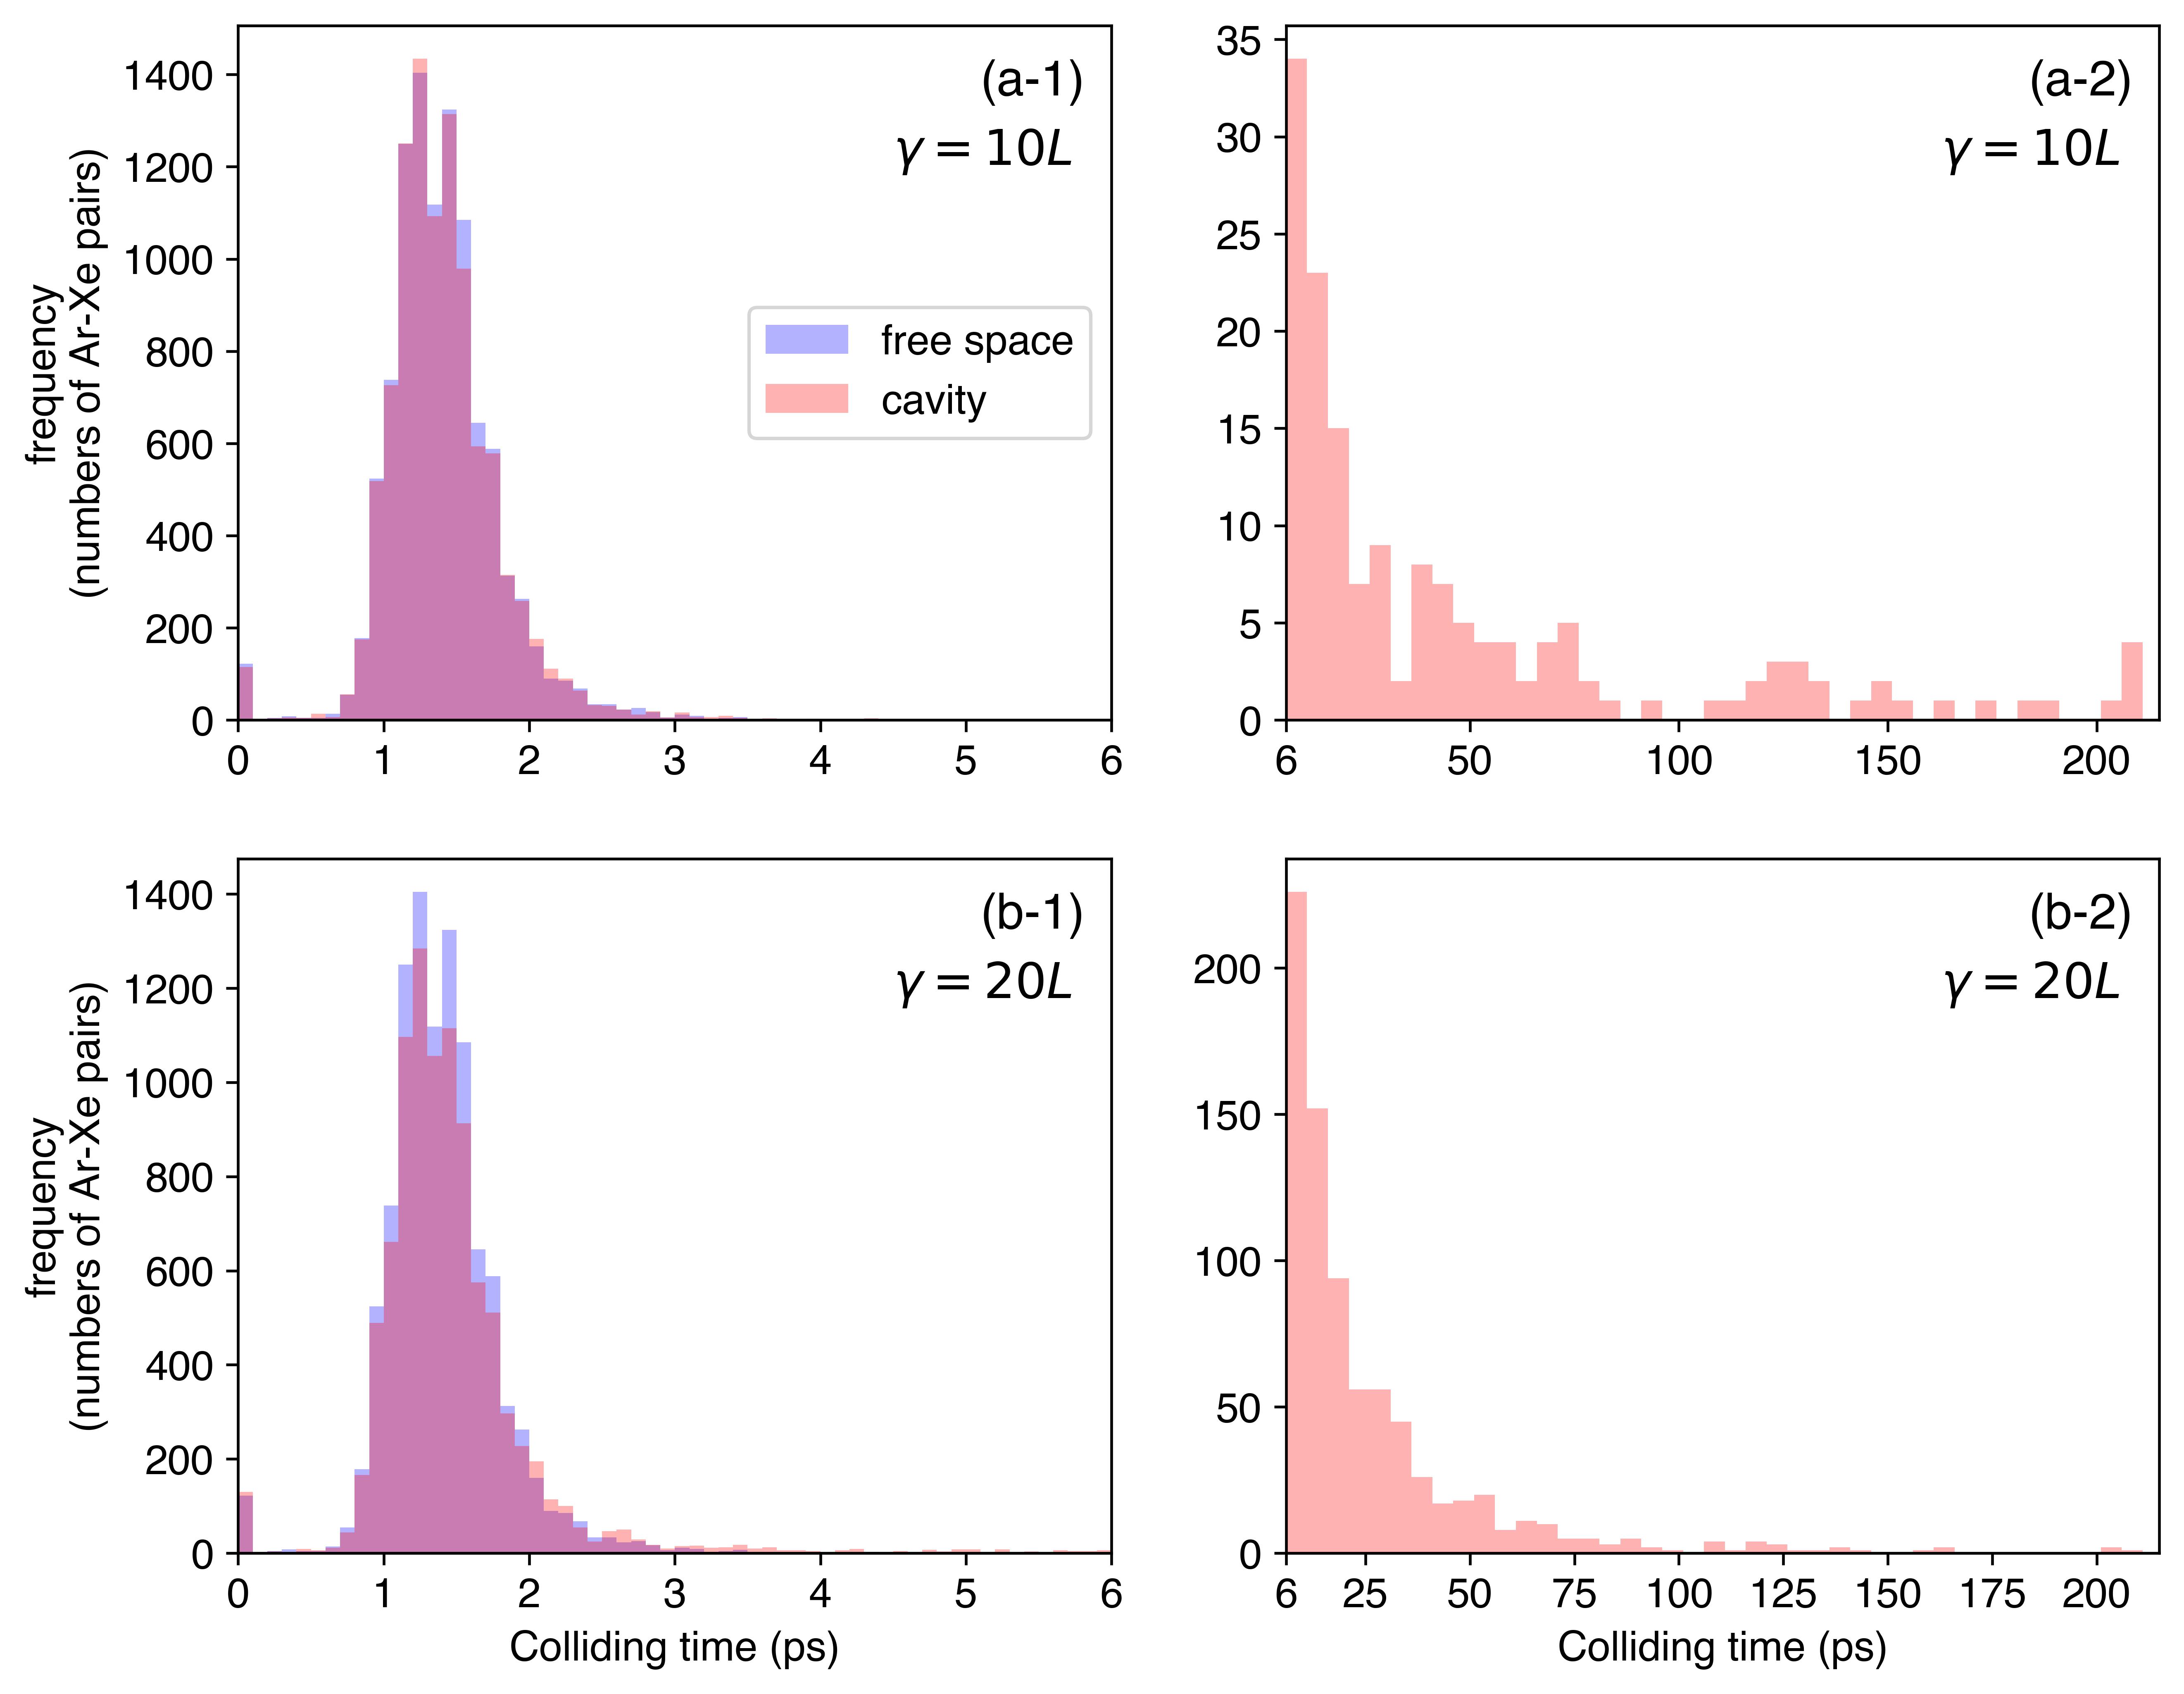 (a-1)
γ = 10L
free space
cavity
frequency
(numbers of Ar-Xe pairs)
1400
1200
1000
800
600
400
200
0
0 1 2 3 4 5 6
(a-2)
γ = 10L
35
30
25
20
15
10
5
0
6 50 100 150 200
(b-1)
γ = 20L
frequency
(numbers of Ar-Xe pairs)
1400
1200
1000
800
600
400
200
0
0 1 2 3 4 5 6
Colliding time (ps)
(b-2)
γ = 20L
200
150
100
50
0
6 25 50 75 100 125 150 175 200
Colliding time (ps)